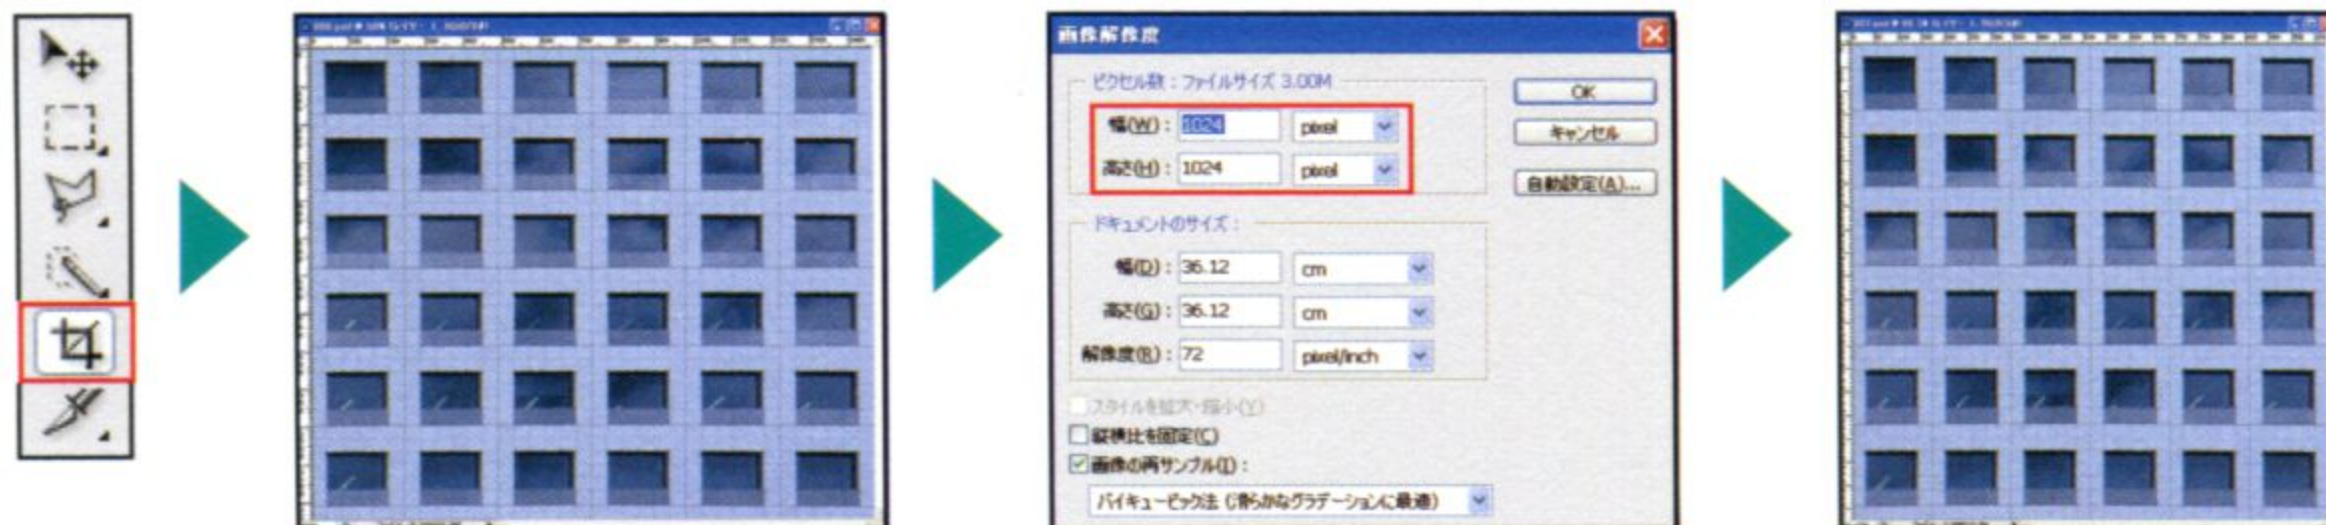 画像解像度
ピクセル数：ファイルサイズ 3.00M
幅(W)： 1024 pixel
高さ(H)： 1024 pixel
OK
キャンセル
自動設定(A)...
ドキュメントのサイズ：
幅(D)： 36.12 cm
高さ(G)： 36.12 cm
解像度(R)： 72 pixel/inch
スタイルを拡大・縮小(Y)
縦横比を固定(C)
画像の再サンプル(I)：
バイキュービック法 (滑らかなグラデーションに最適)